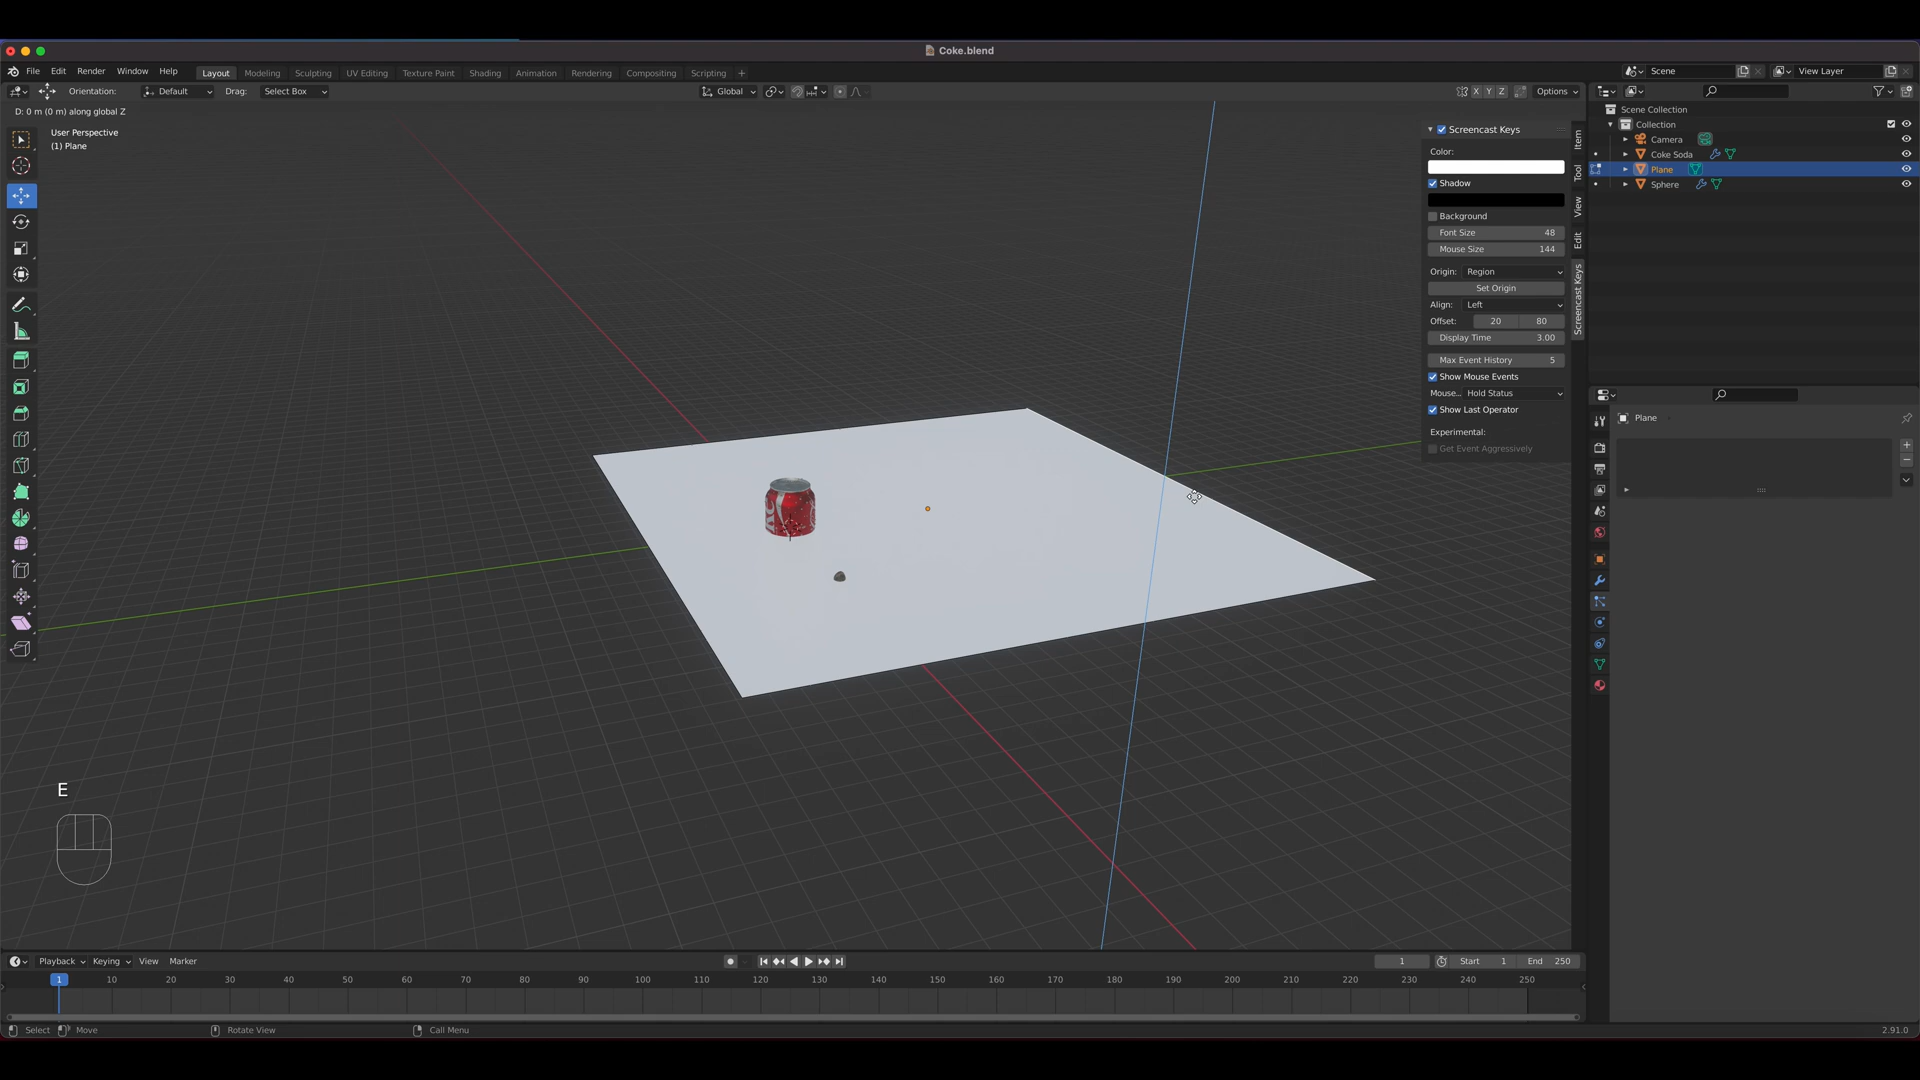 Coke.blend
File Edit Render Window Help Layout Modeling Sculpting UV Editing Texture Paint Shading Animation Rendering Compositing Scripting + Scene View Layer
Orientation: Default Drag: Select Box Global X Y Z Options
D: 0 m (0 m) along global Z
User Perspective
(1) Plane
Screencast Keys
Color:
Shadow
Background
Font Size 48
Mouse Size 144
Origin: Region
Set Origin
Align: Left
Offset: 20 80
Display Time 3.00
Max Event History 5
Show Mouse Events
Mouse... Hold Status
Show Last Operator
Experimental:
Get Event Aggressively
Item
Tool
View
Edit
Screencast Keys
Scene Collection
Collection
Camera
Coke Soda
Plane
Sphere
Plane
E
Playback Keying View Marker 1 Start 1 End 250
1 10 20 30 40 50 60 70 80 90 100 110 120 130 140 150 160 170 180 190 200 210 220 230 240 250
Select Move Rotate View Call Menu 2.91.0